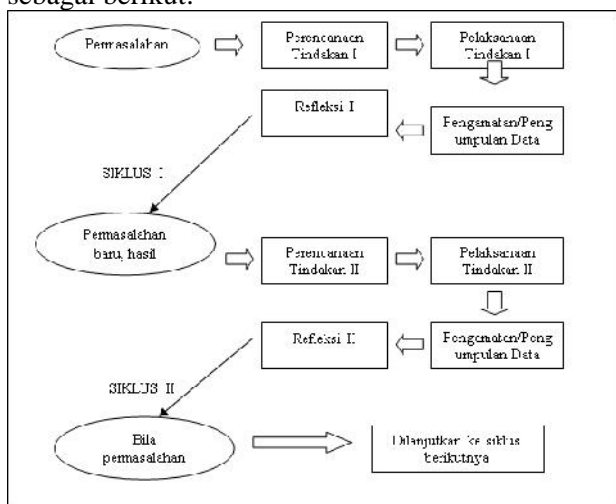 sebagai berikut:
Permasalahan
Perencanaan
Tindakan I
Pelaksanaan
Tindakan I
Refleksi I
Pengamatan/Peng
umpulan Data
SIKLUS I
Permasalahan
baru, hasil
Perencanaan
Tindakan II
Pelaksanaan
Tindakan II
Refleksi II
Pengamatan/Peng
umpulan Data
SIKLUS II
Bila
permasalahan
Dilanjutkan ke siklus
berikutnya